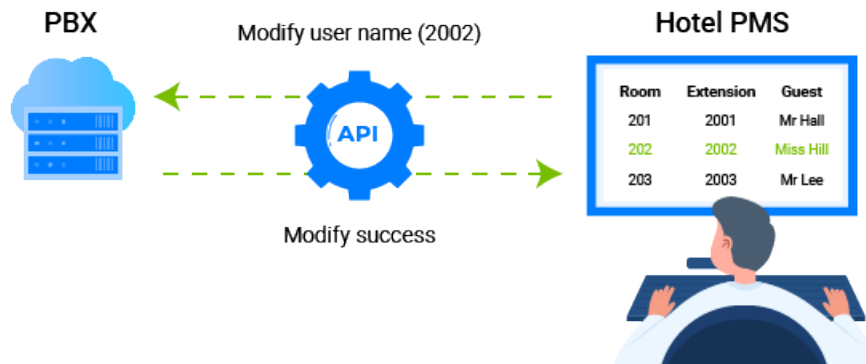 PBX
Modify user name (2002)
Hotel PMS
API
Modify success
Room Extension Guest
201 2001 Mr Hall
202 2002 Miss Hill
203 2003 Mr Lee